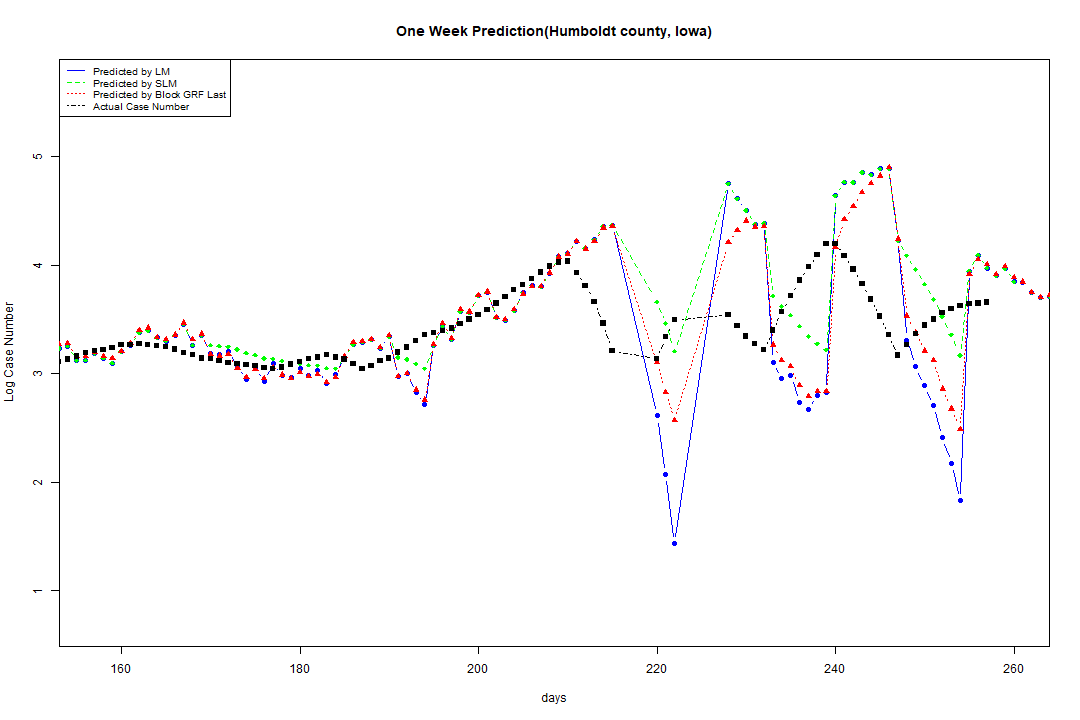 One Week Prediction(Humboldt county, Iowa)
Predicted by LM
Predicted by SLM
Predicted by Block GRF Last
Actual Case Number
5
4
3
2
1
Log Case Number
160 180 200 220 240 260
days